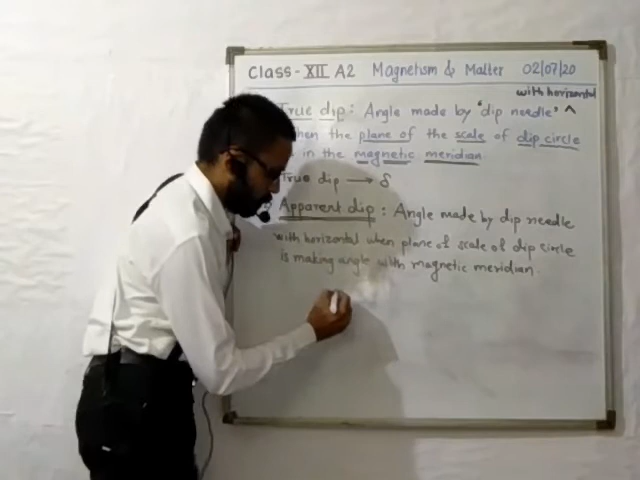 Class - XII A2 Magnetism & Matter 02/07/20
with horizontal
True dip : Angle made by 'dip needle' ^
when the plane of the scale of dip circle
in the magnetic meridian
True dip → δ
Apparent dip : Angle made by dip needle
with horizontal when plane of scale of dip circle
is making angle with magnetic meridian.